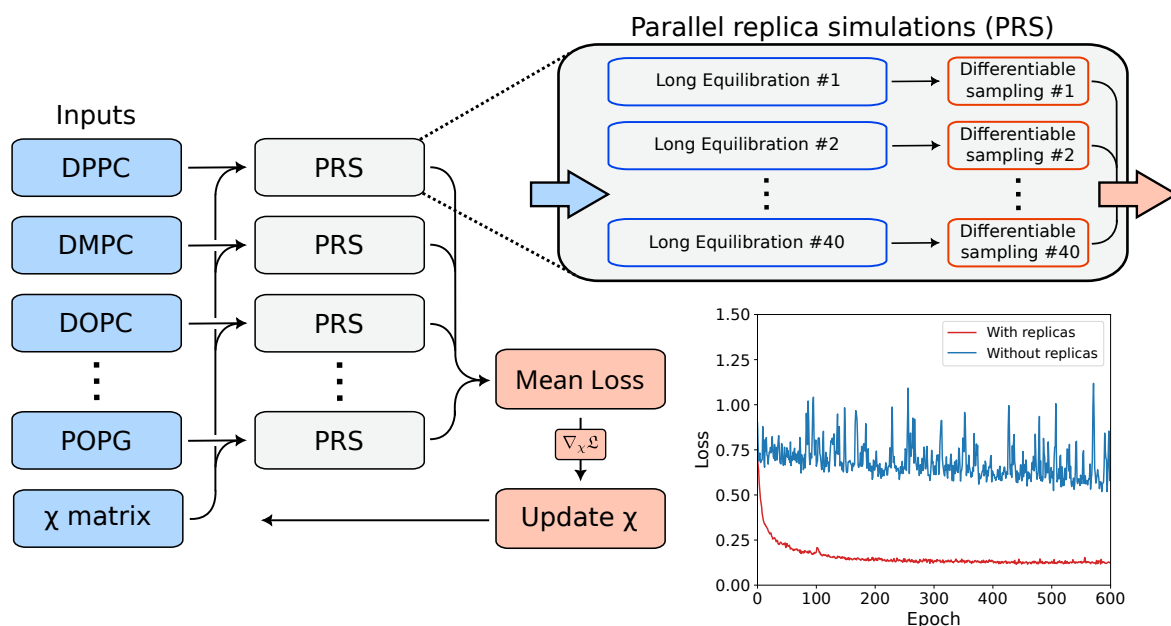 Parallel replica simulations (PRS)
Long Equilibration #1
Differentiable
sampling #1
Long Equilibration #2
Differentiable
sampling #2
Long Equilibration #40
Differentiable
sampling #40
Inputs
DPPC
PRS
DMPC
PRS
DOPC
PRS
POPG
PRS
χ matrix
Mean Loss
∇χ𝔏
Update χ
Loss
1.50
1.25
1.00
0.75
0.50
0.25
0.00
With replicas
Without replicas
0 100 200 300 400 500 600
Epoch